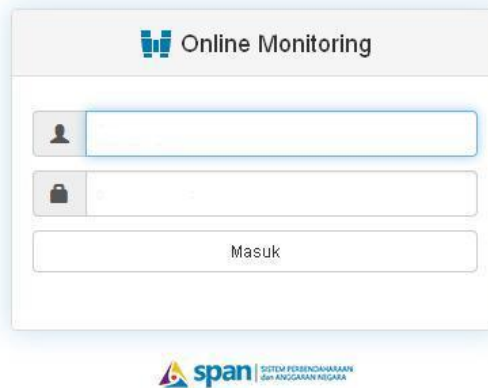 Online Monitoring
Masuk
span SISTEM PERBENDAHARAAN
dan ANGGARAN NEGARA